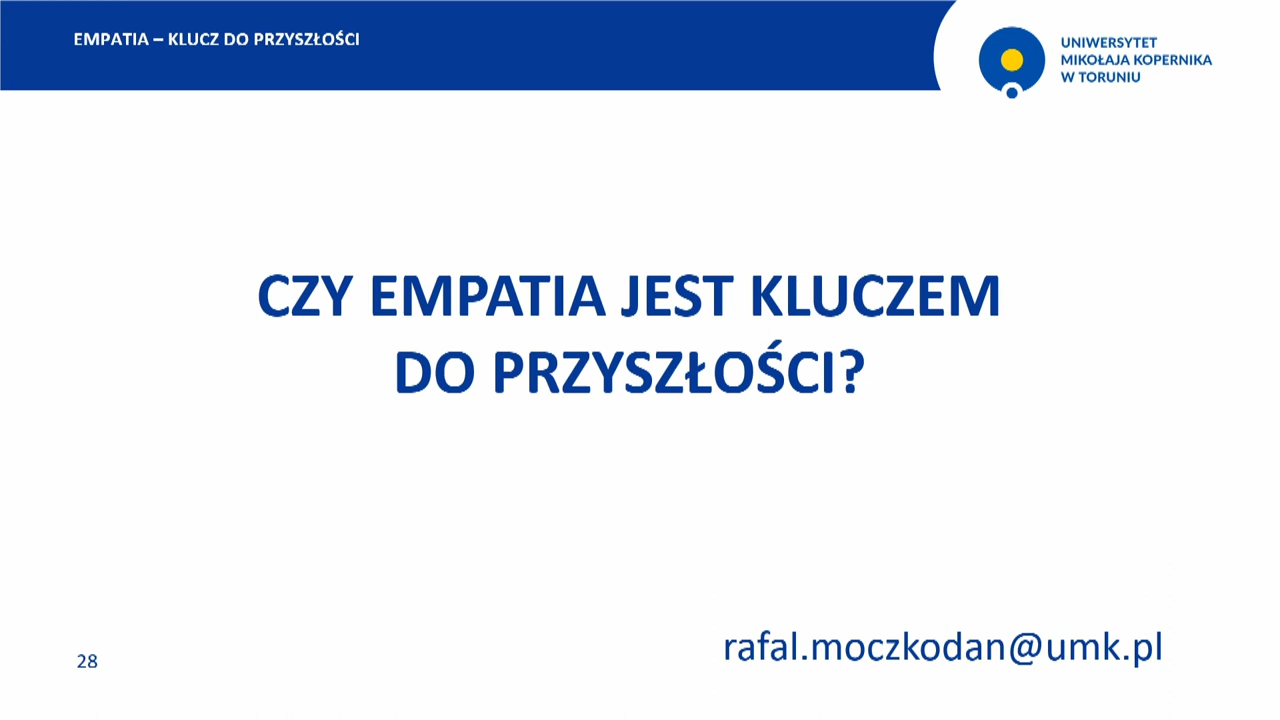 EMPATIA – KLUCZ DO PRZYSZŁOŚCI
UNIWERSYTET
MIKOŁAJA KOPERNIKA
W TORUNIU
CZY EMPATIA JEST KLUCZEM
DO PRZYSZŁOŚCI?
28
rafal.moczkodan@umk.pl